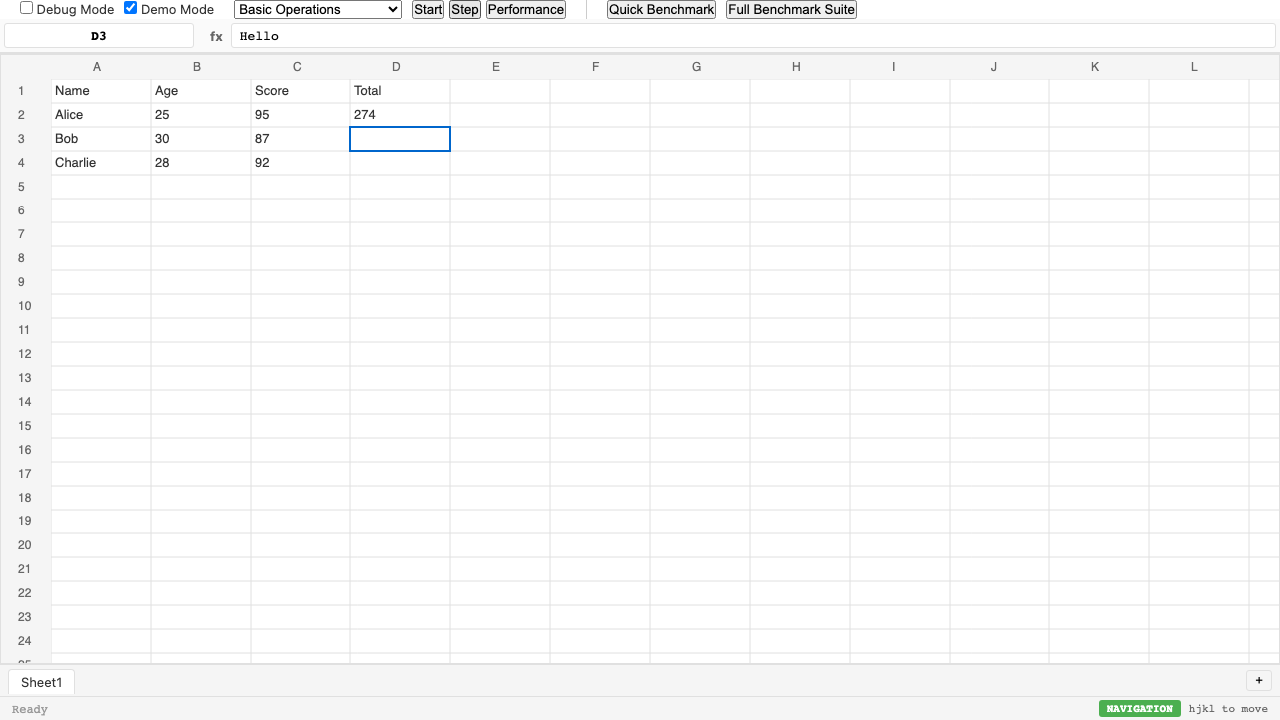 Debug Mode Demo Mode Basic Operations Start Step Performance Quick Benchmark Full Benchmark Suite
D3 fx Hello
A B C D E F G H I J K L
1 Name Age Score Total
2 Alice 25 95 274
3 Bob 30 87
4 Charlie 28 92
5
6
7
8
9
10
11
12
13
14
15
16
17
18
19
20
21
22
23
24
25
Sheet1 +
Ready NAVIGATION hjkl to move